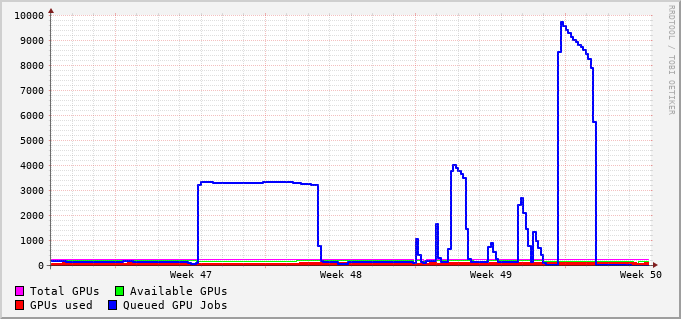 10000
9000
8000
7000
6000
5000
4000
3000
2000
1000
0
Week 47 Week 48 Week 49 Week 50
Total GPUs Available GPUs
GPUs used Queued GPU Jobs
RRDTOOL / TOBI OETIKER